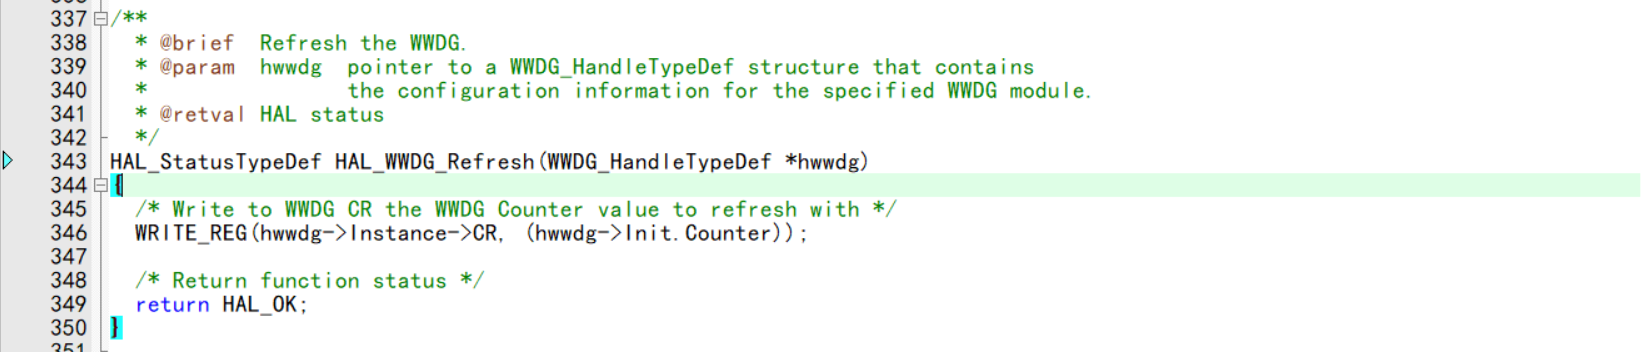 337 /**
338 * @brief Refresh the WWDG.
339 * @param hwwdg pointer to a WWDG_HandleTypeDef structure that contains
340 * the configuration information for the specified WWDG module.
341 * @retval HAL status
342 */
343 HAL_StatusTypeDef HAL_WWDG_Refresh(WWDG_HandleTypeDef *hwwdg)
344 {
345 /* Write to WWDG CR the WWDG Counter value to refresh with */
346 WRITE_REG(hwwdg->Instance->CR, (hwwdg->Init.Counter));
347
348 /* Return function status */
349 return HAL_OK;
350 }
351